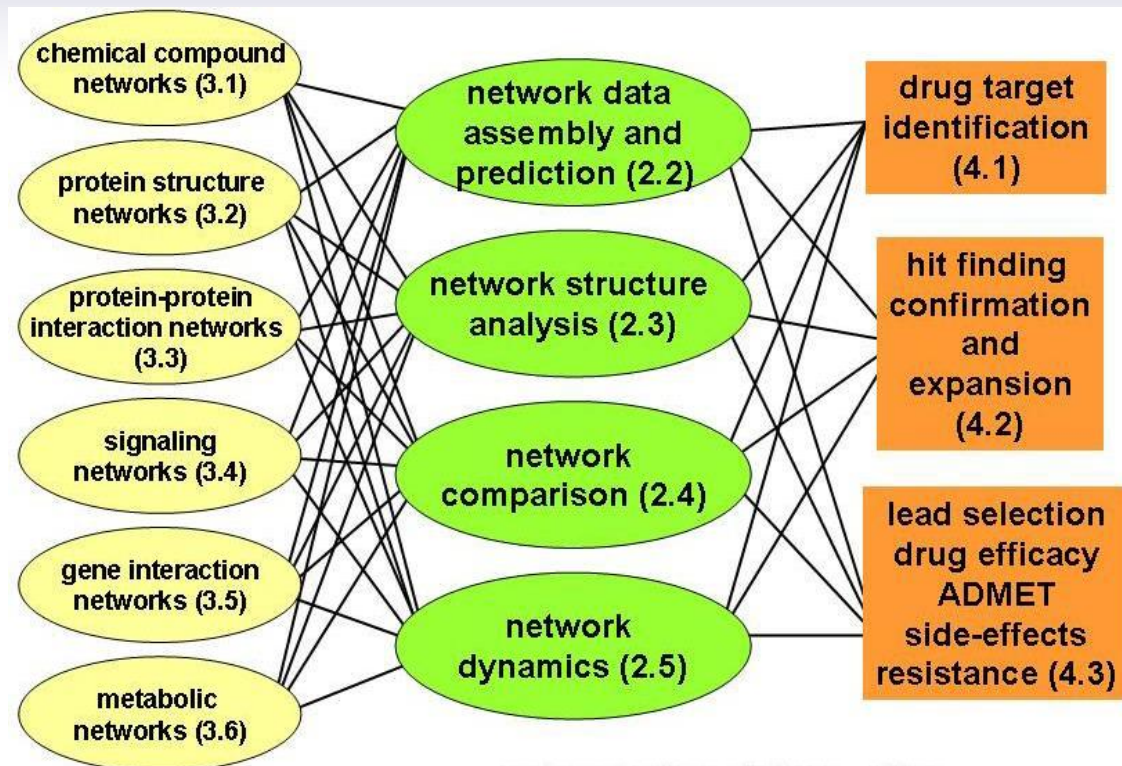 chemical compound
networks (3.1)
protein structure
networks (3.2)
protein-protein
interaction networks
(3.3)
signaling
networks (3.4)
gene interaction
networks (3.5)
metabolic
networks (3.6)
network data
assembly and
prediction (2.2)
network structure
analysis (2.3)
network
comparison (2.4)
network
dynamics (2.5)
drug target
identification
(4.1)
hit finding
confirmation
and
expansion
(4.2)
lead selection
drug efficacy
ADMET
side-effects
resistance (4.3)